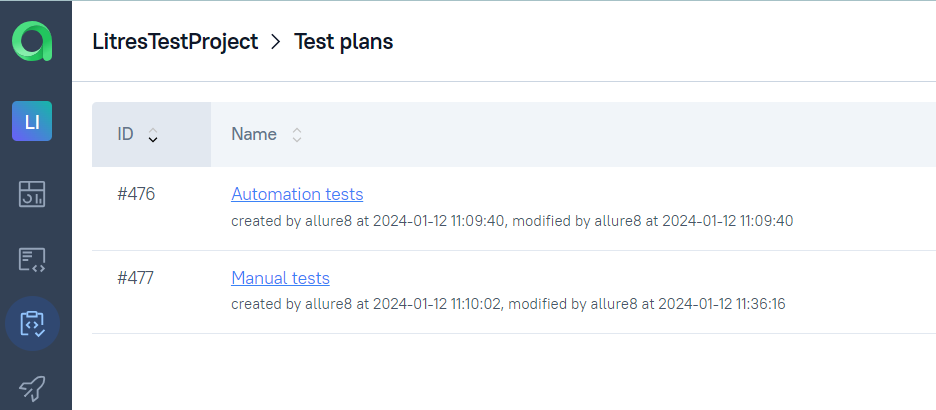 LitresTestProject > Test plans
LI
ID Name
#476 Automation tests
created by allure8 at 2024-01-12 11:09:40, modified by allure8 at 2024-01-12 11:09:40
#477 Manual tests
created by allure8 at 2024-01-12 11:10:02, modified by allure8 at 2024-01-12 11:36:16